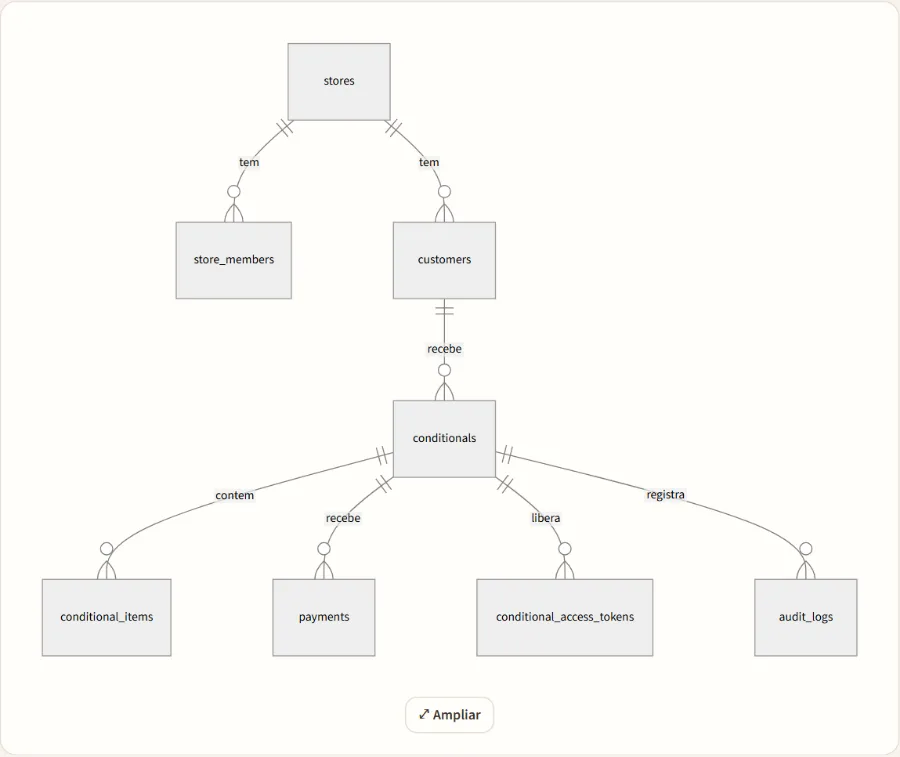 stores
tem
tem
store_members
customers
recebe
conditionals
contem
registra
recebe
libera
conditional_items
payments
conditional_access_tokens
audit_logs
Ampliar